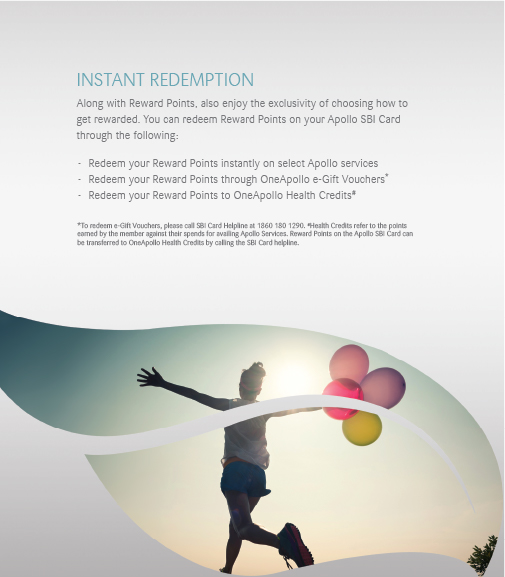 INSTANT REDEMPTION
Along with Reward Points, also enjoy the exclusivity of choosing how to
get rewarded. You can redeem Reward Points on your Apollo SBI Card
through the following:
- Redeem your Reward Points instantly on select Apollo services
- Redeem your Reward Points through OneApollo e-Gift Vouchers*
- Redeem your Reward Points to OneApollo Health Credits#
*To redeem e-Gift Vouchers, please call SBI Card Helpline at 1860 180 1290. #Health Credits refer to the points
earned by the member against their spends for availing Apollo Services. Reward Points on the Apollo SBI Card can
be transferred to OneApollo Health Credits by calling the SBI Card helpline.